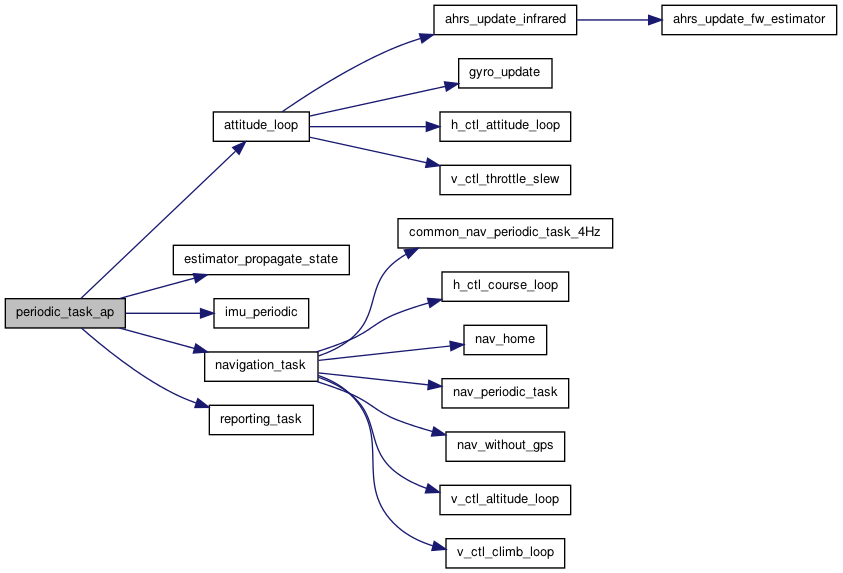 ahrs_update_infrared
ahrs_update_fw_estimator
gyro_update
attitude_loop
h_ctl_attitude_loop
v_ctl_throttle_slew
common_nav_periodic_task_4Hz
estimator_propagate_state
h_ctl_course_loop
periodic_task_ap
imu_periodic
nav_home
navigation_task
nav_periodic_task
reporting_task
nav_without_gps
v_ctl_altitude_loop
v_ctl_climb_loop